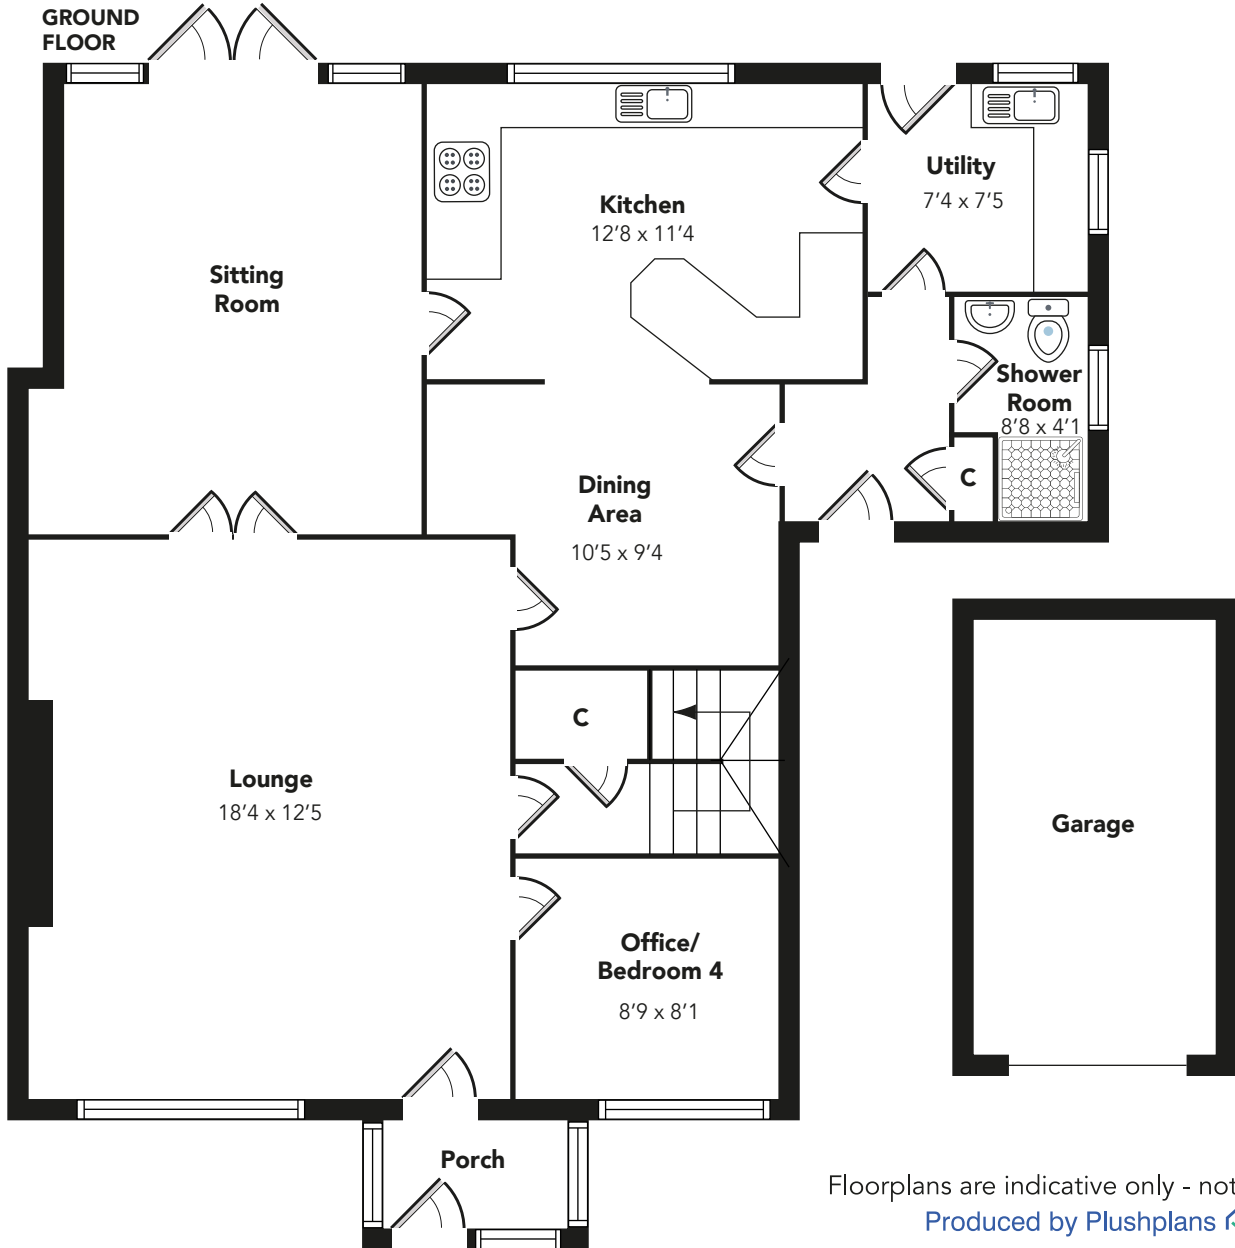 GROUND
FLOOR
Sitting
Room
Kitchen
12'8 x 11'4
Utility
7'4 x 7'5
Shower
Room
8'8 x 4'1
C
Dining
Area
10'5 x 9'4
C
Lounge
18'4 x 12'5
Office/
Bedroom 4
8'9 x 8'1
Garage
Porch
Floorplans are indicative only - not
Produced by Plushplans